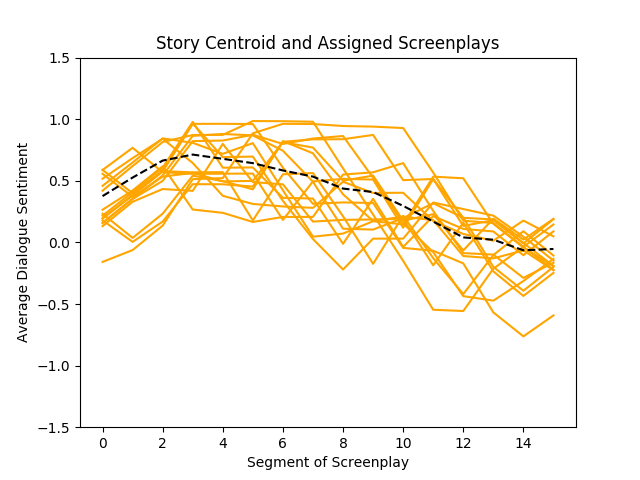 Story Centroid and Assigned Screenplays
Average Dialogue Sentiment
1.5
1.0
0.5
0.0
−0.5
−1.0
−1.5
0 2 4 6 8 10 12 14
Segment of Screenplay